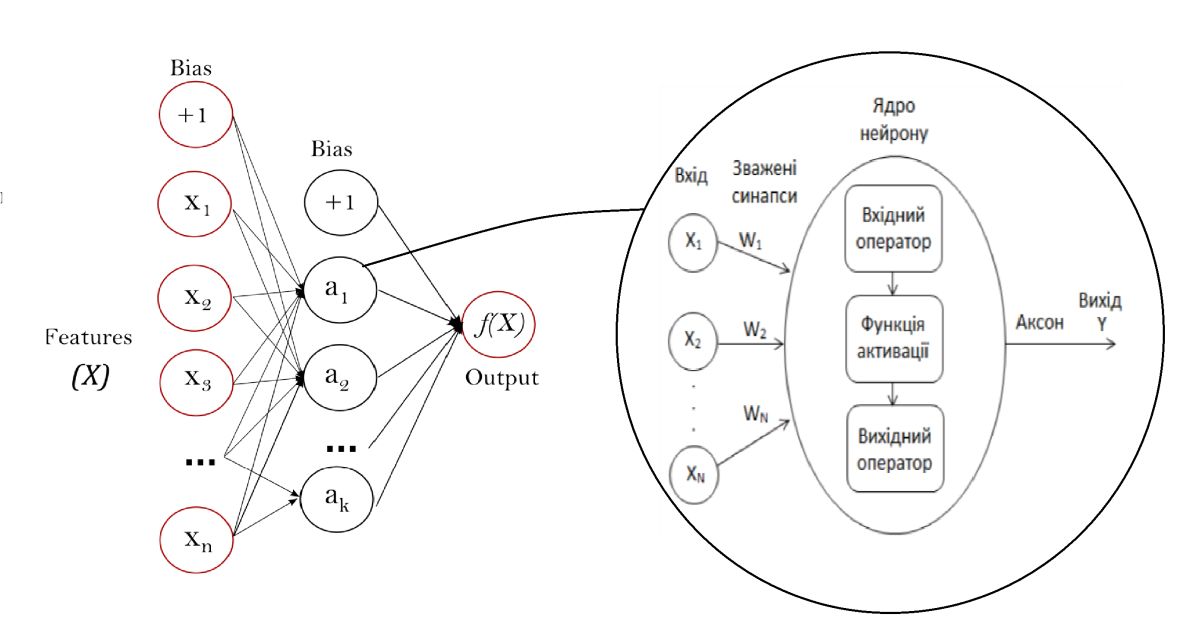 Bias
+1
x1
x2
Features
(X)
x3
...
xn
Bias
+1
a1
a2
...
ak
f(X)
Output
Ядро
нейрону
Вхід
Зважені
синапси
X1
W1
X2
W2
.
.
.
WN
XN
Вхідний
оператор
Функція
активації
Вихідний
оператор
Аксон
Вихід
Y